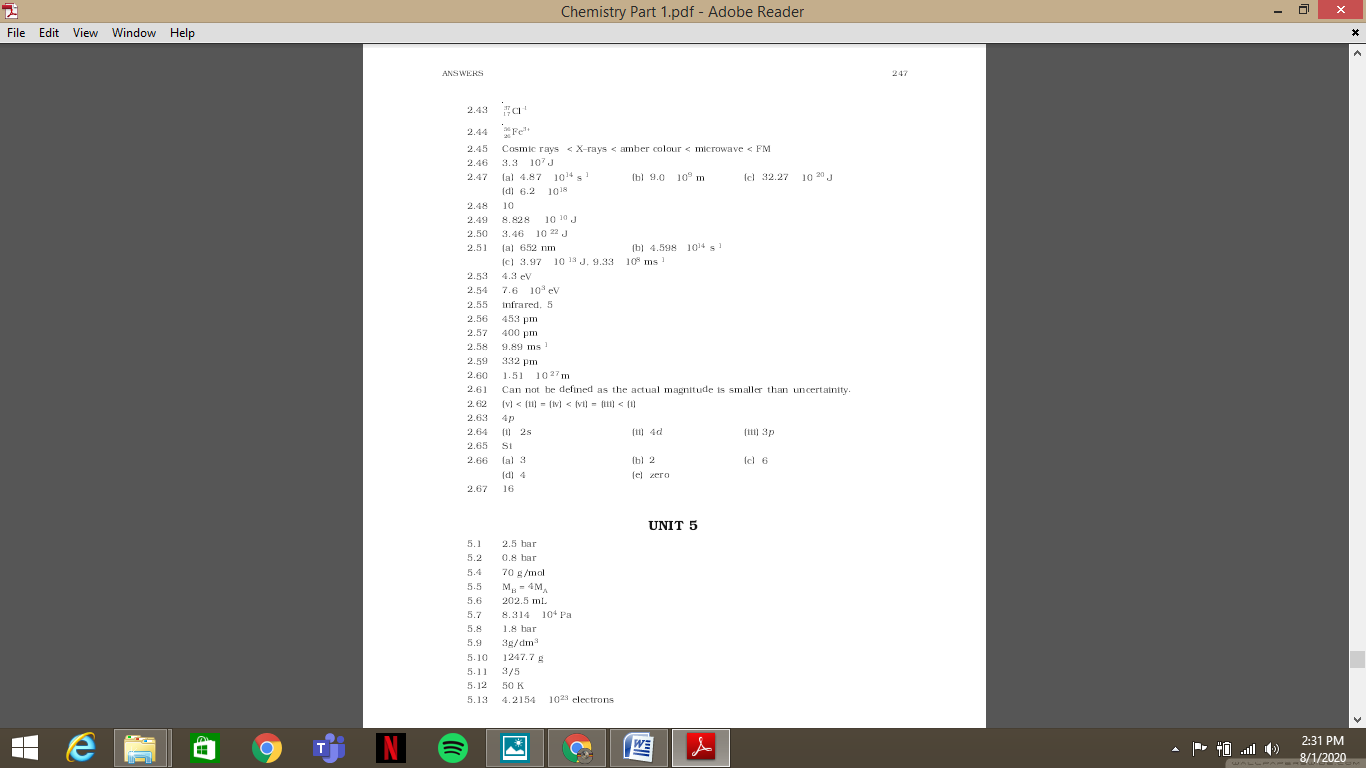 Chemistry Part 1.pdf - Adobe Reader
File Edit View Window Help
ANSWERS 247
2.43 ³⁷₁₇Cl⁻¹
2.44 ⁵⁶₂₆Fe³⁺
2.45 Cosmic rays < X-rays < amber colour < microwave < FM
2.46 3.3 10⁷ J
2.47 (a) 4.87 10¹⁴ s ¹ (b) 9.0 10⁹ m (c) 32.27 10 ²⁰ J
(d) 6.2 10¹⁸
2.48 10
2.49 8.828 10 ¹⁰ J
2.50 3.46 10 ²² J
2.51 (a) 652 nm (b) 4.598 10¹⁴ s ¹
(c) 3.97 10 ¹³ J, 9.33 10⁸ ms ¹
2.53 4.3 eV
2.54 7.6 10³ eV
2.55 infrared, 5
2.56 453 pm
2.57 400 pm
2.58 9.89 ms ¹
2.59 332 pm
2.60 1.51 10 ²⁷ m
2.61 Can not be defined as the actual magnitude is smaller than uncertainity.
2.62 (v) < (ii) = (iv) < (vi) = (iii) < (i)
2.63 4p
2.64 (i) 2s (ii) 4d (iii) 3p
2.65 Si
2.66 (a) 3 (b) 2 (c) 6
(d) 4 (e) zero
2.67 16
UNIT 5
5.1 2.5 bar
5.2 0.8 bar
5.4 70 g/mol
5.5 M_B = 4M_A
5.6 202.5 mL
5.7 8.314 10⁴ Pa
5.8 1.8 bar
5.9 3g/dm³
5.10 1247.7 g
5.11 3/5
5.12 50 K
5.13 4.2154 10²³ electrons
2:31 PM
8/1/2020